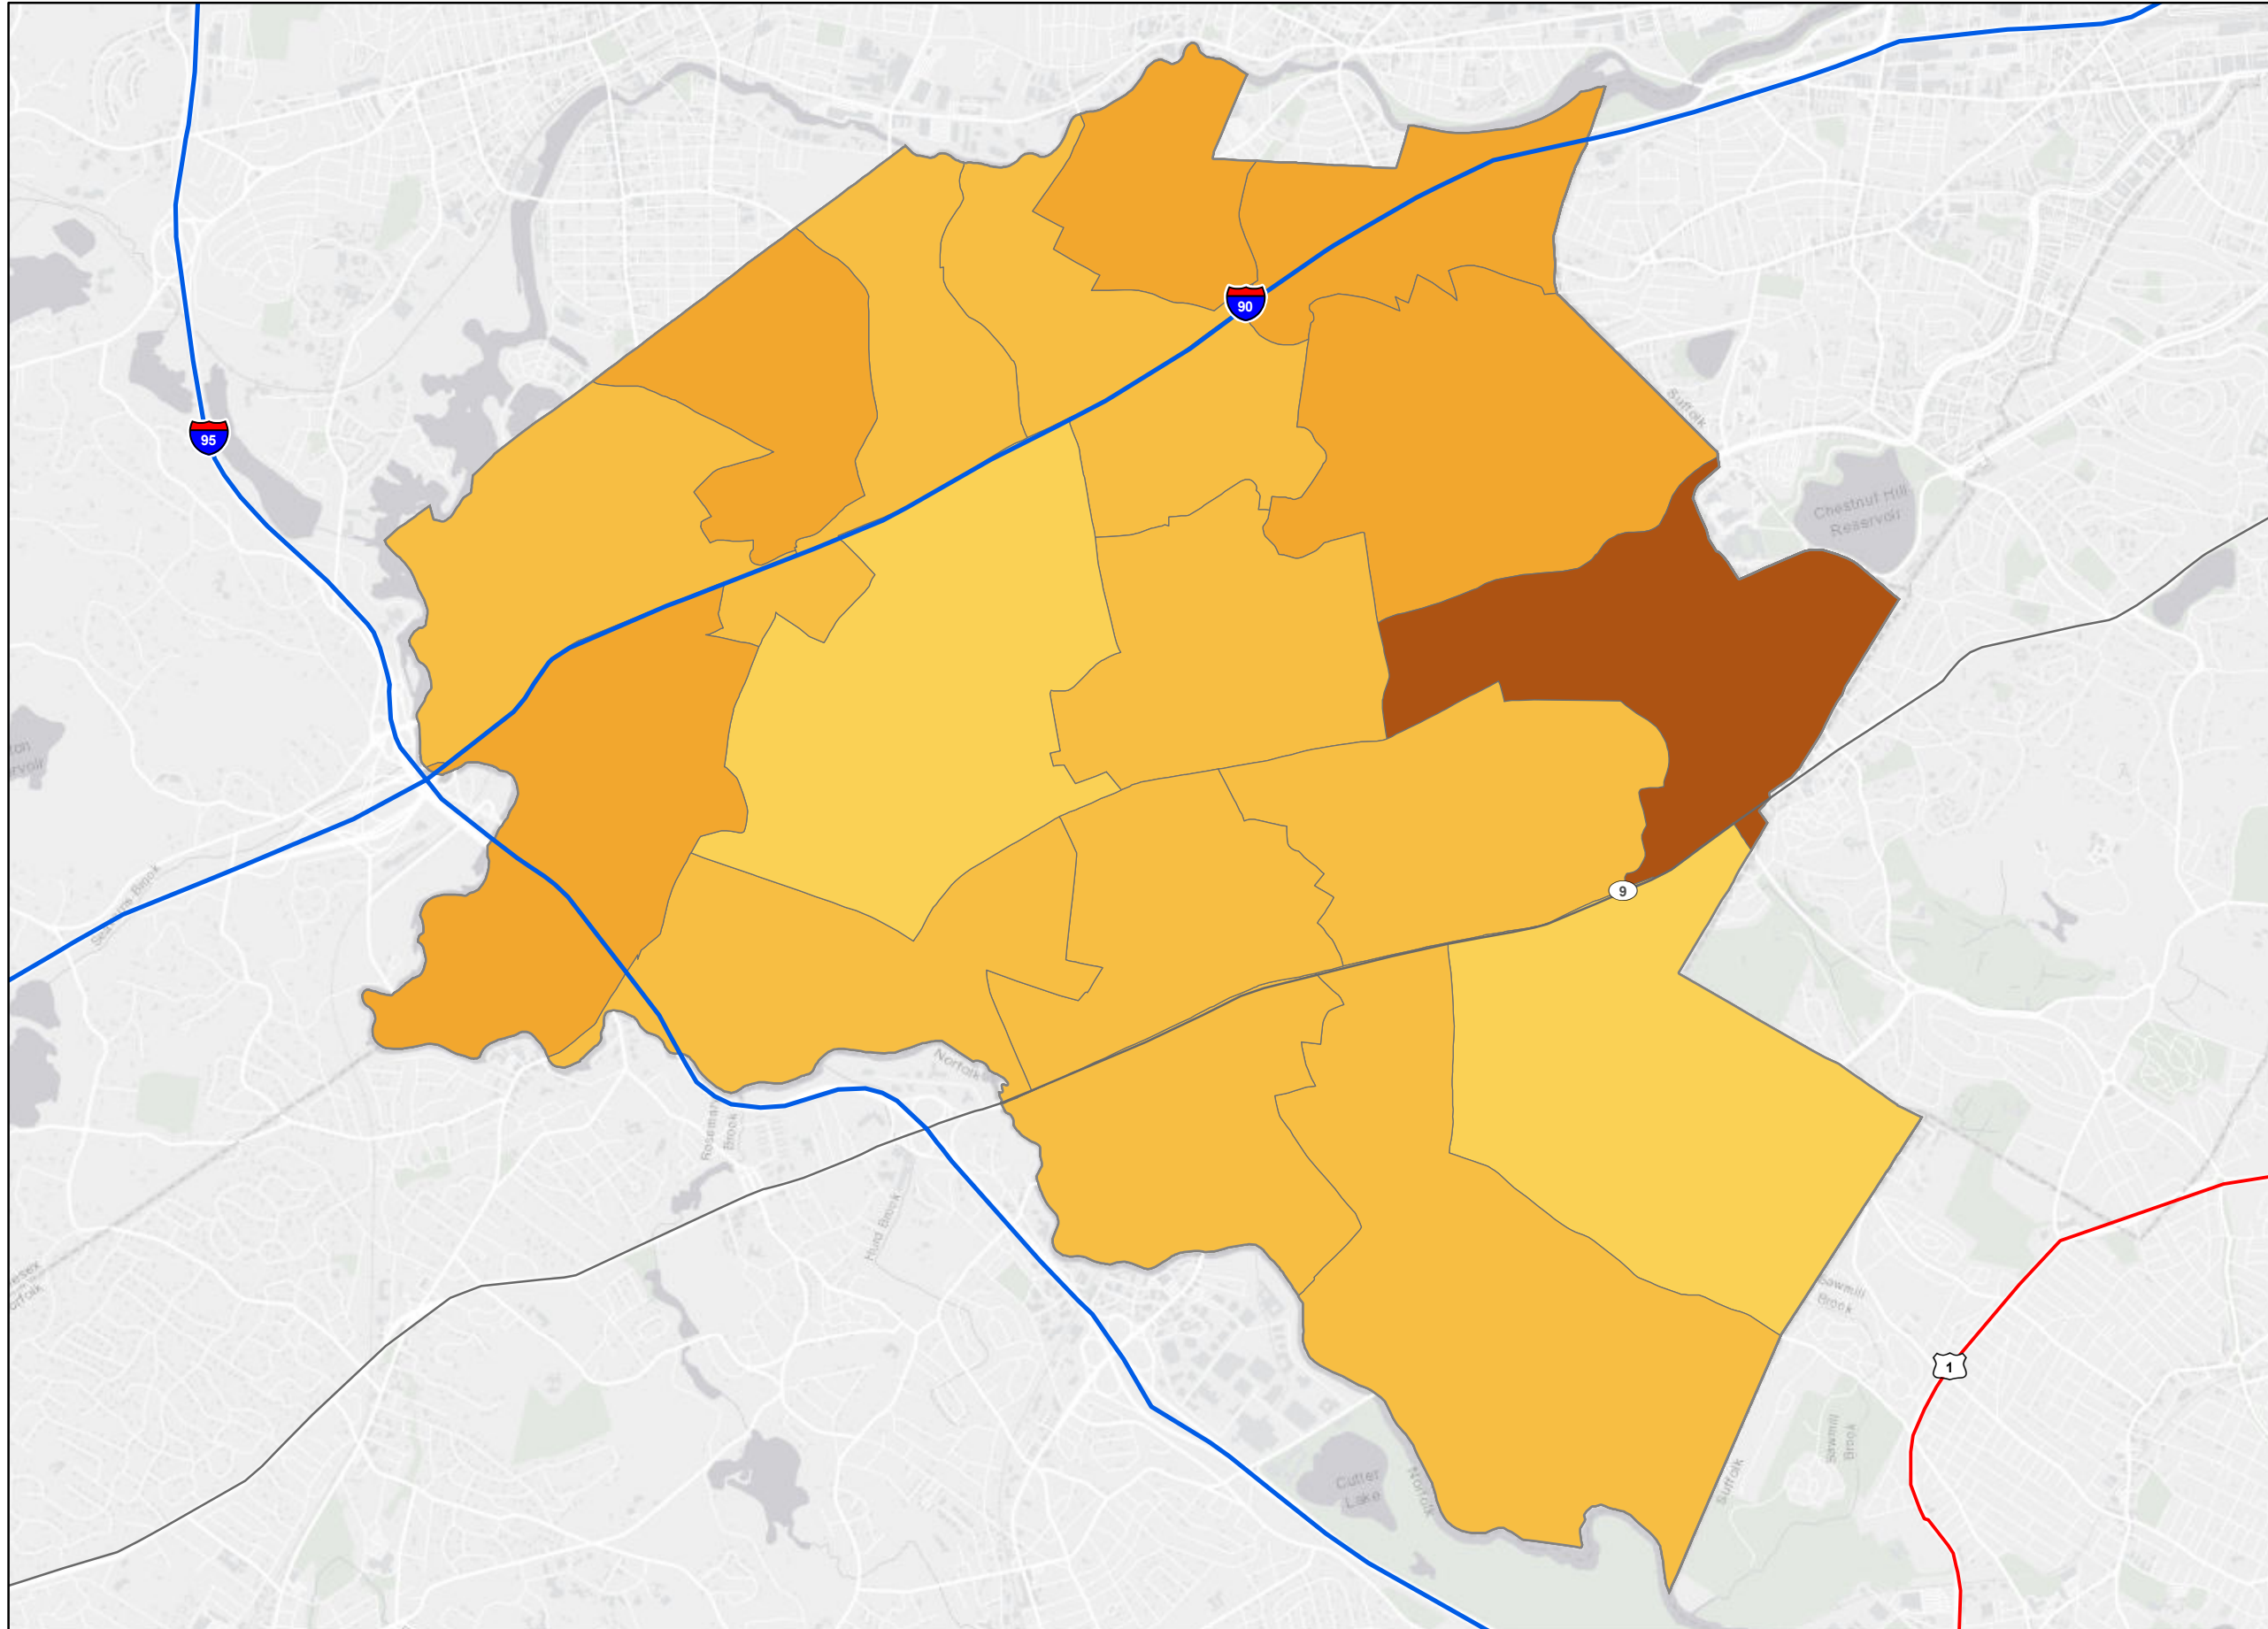 90
Suffolk
95
Chestnut Hill
Reservoir
9
Norfolk
Brook
Hurd Brook
Sawmill
Brook
1
Cutter
Lake
Norfolk
Suffolk
Sawmill
Brook